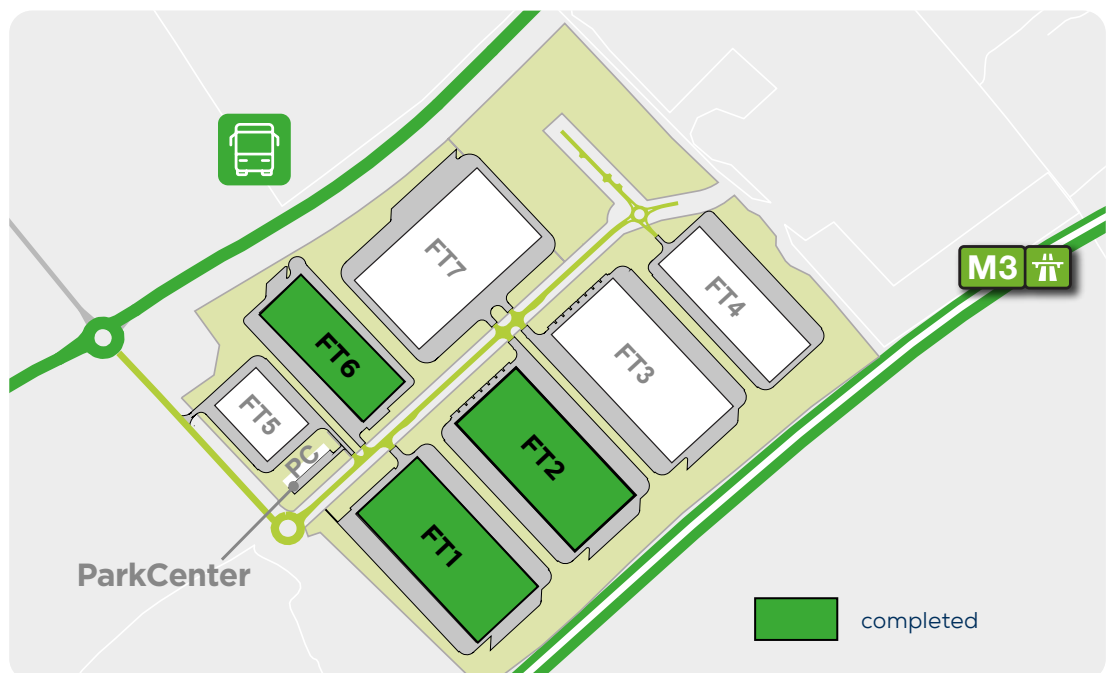 M3
FT7
FT4
FT6
FT3
FT5
PC
FT2
FT1
ParkCenter
completed